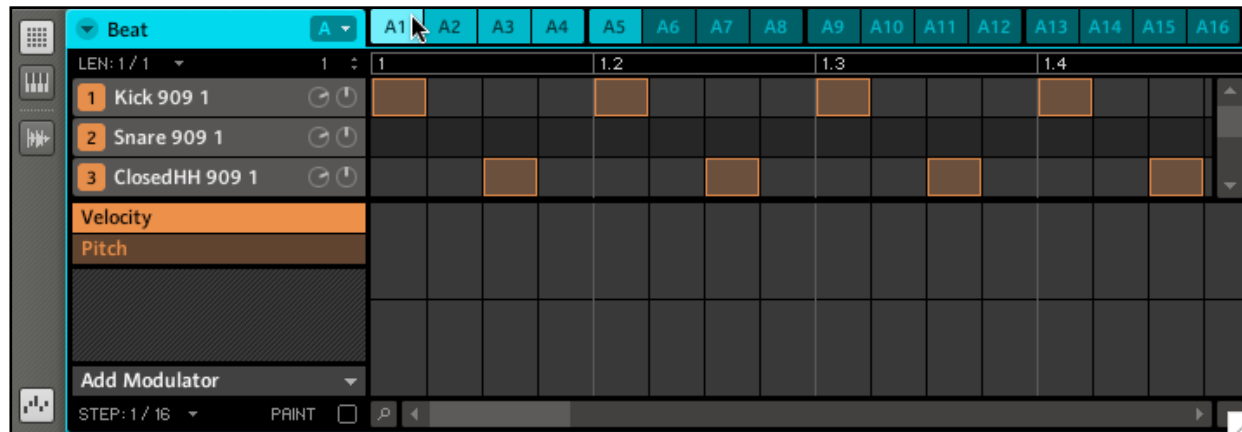 Beat A A1 A2 A3 A4 A5 A6 A7 A8 A9 A10 A11 A12 A13 A14 A15 A16
LEN: 1 / 1 1 1 1.2 1.3 1.4
1 Kick 909 1
2 Snare 909 1
3 ClosedHH 909 1
Velocity
Pitch
Add Modulator
STEP: 1 / 16 PAINT